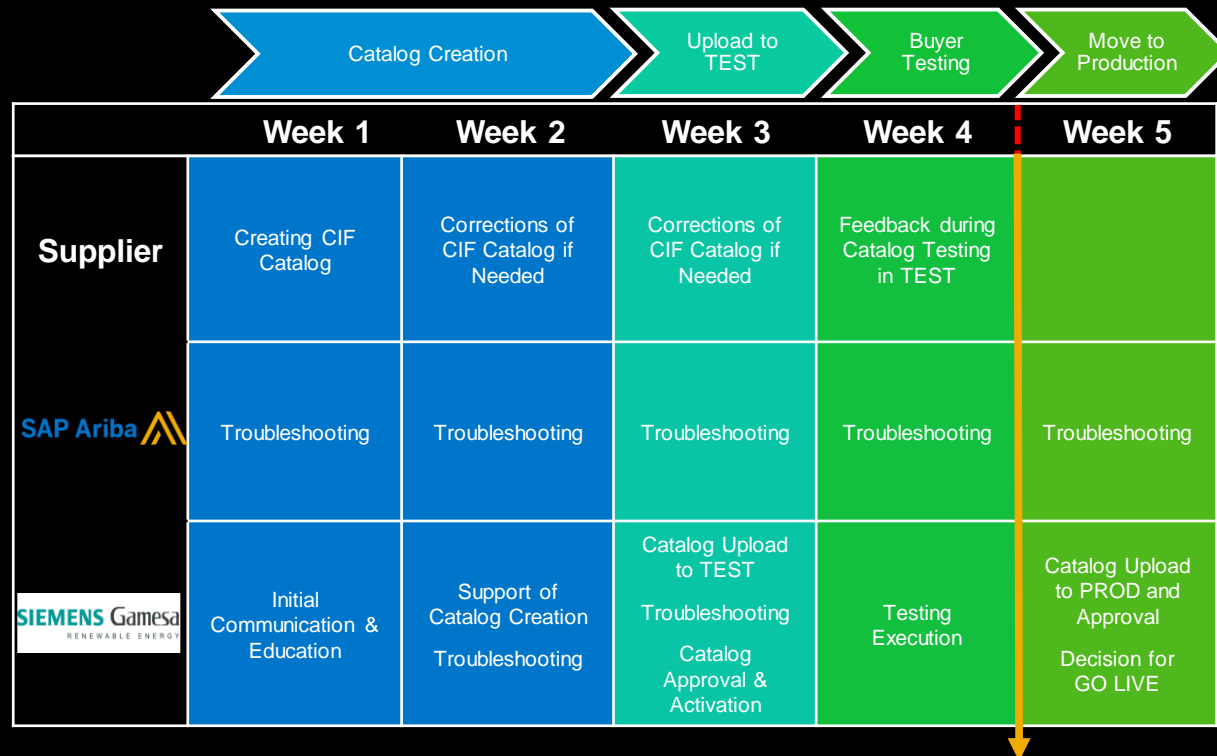 Catalog Creation
Upload to
TEST
Buyer
Testing
Move to
Production
Week 1
Week 2
Week 3
Week 4
Week 5
Supplier
Creating CIF
Catalog
Corrections of
CIF Catalog if
Needed
Corrections of
CIF Catalog if
Needed
Feedback during
Catalog Testing
in TEST
SAP Ariba
Troubleshooting
Troubleshooting
Troubleshooting
Troubleshooting
Troubleshooting
SIEMENS Gamesa
RENEWABLE ENERGY
Initial
Communication &
Education
Support of
Catalog Creation
Troubleshooting
Catalog Upload
to TEST
Troubleshooting
Catalog
Approval &
Activation
Testing
Execution
Catalog Upload
to PROD and
Approval
Decision for
GO LIVE